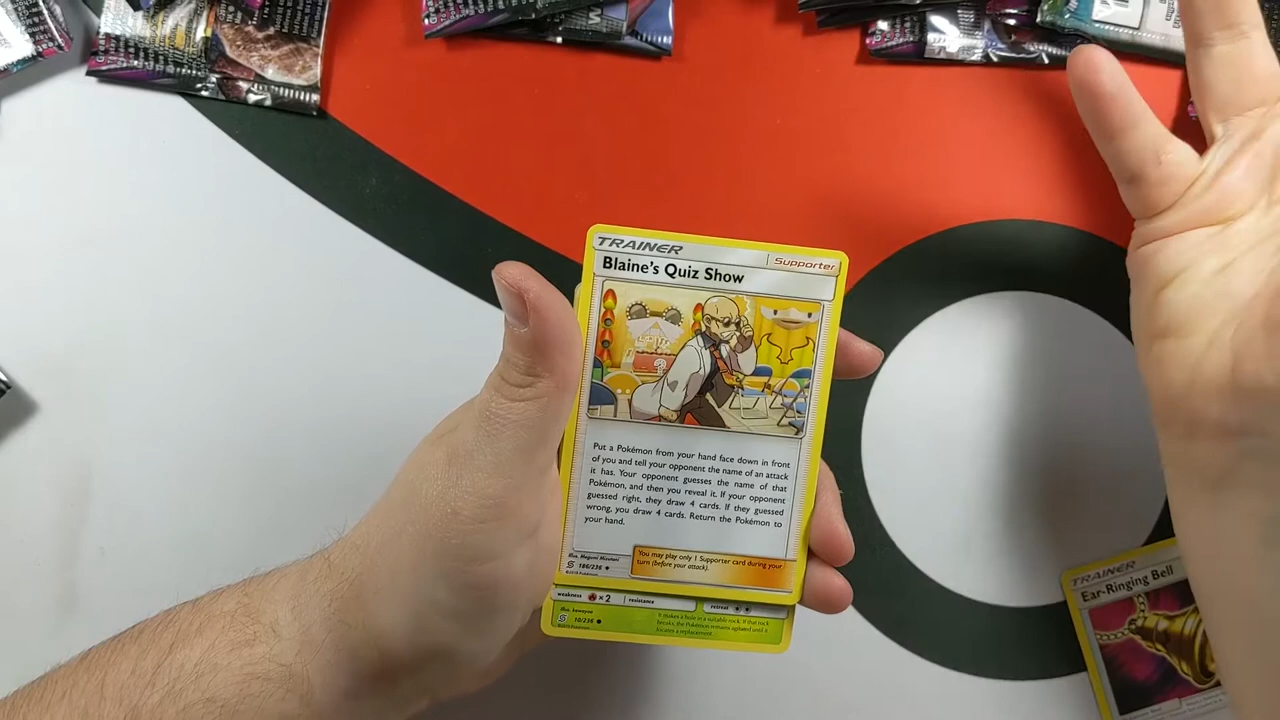 TRAINER
Supporter
Blaine's Quiz Show
Put a Pokémon from your hand face down in front
of you and tell your opponent the name of an attack
it has. Your opponent guesses the name of that
Pokémon, and then you reveal it. If your opponent
guessed right, they draw 4 cards. If they guessed
wrong, you draw 4 cards. Return the Pokémon to
your hand.
Illus. Megumi Mizutani
186/236
You may play only 1 Supporter card during your
turn (before your attack).
weakness ×2 resistance retreat
Illus. kawayoo
10/236
It makes a hole in a suitable rock. If that rock
breaks, the Pokémon remains agitated until it
locates a replacement.
TRAINER
Ear-Ringing Bell